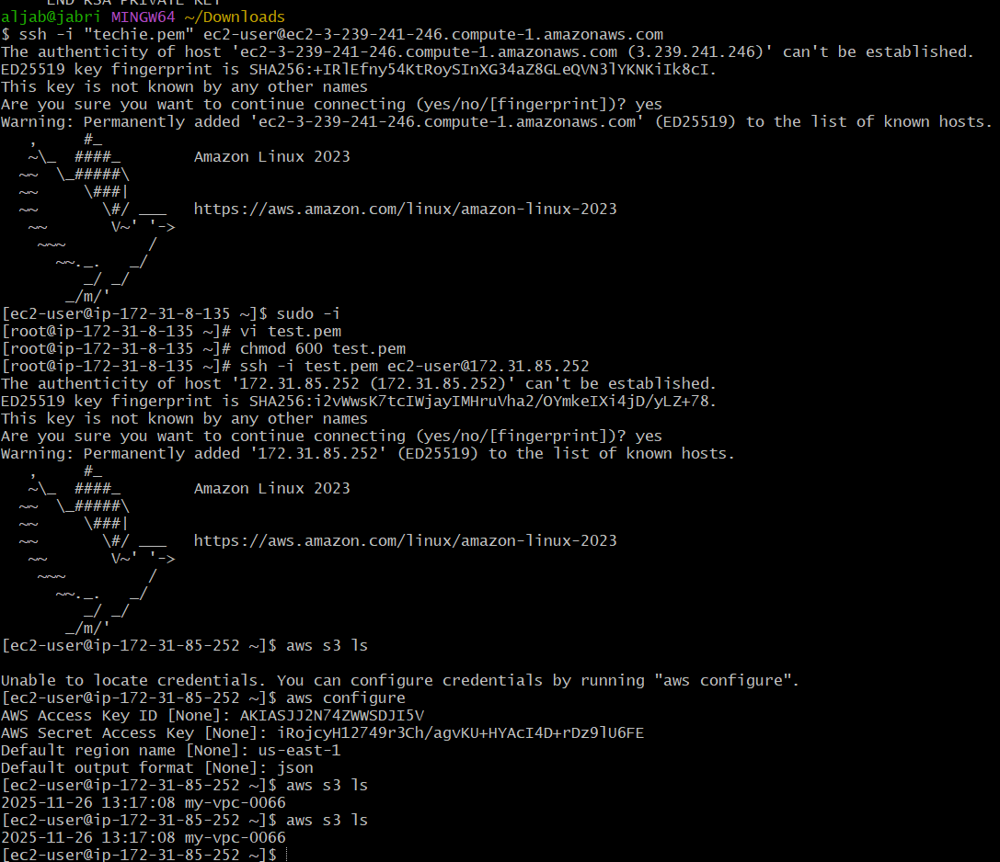 END RSA PRIVATE KEY
aljab@jabri MINGW64 ~/Downloads
$ ssh -i "techie.pem" ec2-user@ec2-3-239-241-246.compute-1.amazonaws.com
The authenticity of host 'ec2-3-239-241-246.compute-1.amazonaws.com (3.239.241.246)' can't be established.
ED25519 key fingerprint is SHA256:+IRlEfny54KtRoySInXG34aZ8GLeQVN3lYKNKiIk8cI.
This key is not known by any other names
Are you sure you want to continue connecting (yes/no/[fingerprint])? yes
Warning: Permanently added 'ec2-3-239-241-246.compute-1.amazonaws.com' (ED25519) to the list of known hosts.
   ,     #_
   ~\_  ####_        Amazon Linux 2023
  ~~  \_#####\
  ~~     \###|
  ~~       \#/ ___   https://aws.amazon.com/linux/amazon-linux-2023
   ~~       V~' '->
    ~~~         /
      ~~._.   _/
         _/ _/
       _/m/'
[ec2-user@ip-172-31-8-135 ~]$ sudo -i
[root@ip-172-31-8-135 ~]# vi test.pem
[root@ip-172-31-8-135 ~]# chmod 600 test.pem
[root@ip-172-31-8-135 ~]# ssh -i test.pem ec2-user@172.31.85.252
The authenticity of host '172.31.85.252 (172.31.85.252)' can't be established.
ED25519 key fingerprint is SHA256:i2vWwsK7tcIWjayIMHruVha2/OYmkeIXi4jD/yLZ+78.
This key is not known by any other names
Are you sure you want to continue connecting (yes/no/[fingerprint])? yes
Warning: Permanently added '172.31.85.252' (ED25519) to the list of known hosts.
   ,     #_
   ~\_  ####_        Amazon Linux 2023
  ~~  \_#####\
  ~~     \###|
  ~~       \#/ ___   https://aws.amazon.com/linux/amazon-linux-2023
   ~~       V~' '->
    ~~~         /
      ~~._.   _/
         _/ _/
       _/m/'
[ec2-user@ip-172-31-85-252 ~]$ aws s3 ls
Unable to locate credentials. You can configure credentials by running "aws configure".
[ec2-user@ip-172-31-85-252 ~]$ aws configure
AWS Access Key ID [None]: AKIASJJ2N74ZWWSDJI5V
AWS Secret Access Key [None]: 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
Default region name [None]: us-east-1
Default output format [None]: json
[ec2-user@ip-172-31-85-252 ~]$ aws s3 ls
2025-11-26 13:17:08 my-vpc-0066
[ec2-user@ip-172-31-85-252 ~]$ aws s3 ls
2025-11-26 13:17:08 my-vpc-0066
[ec2-user@ip-172-31-85-252 ~]$